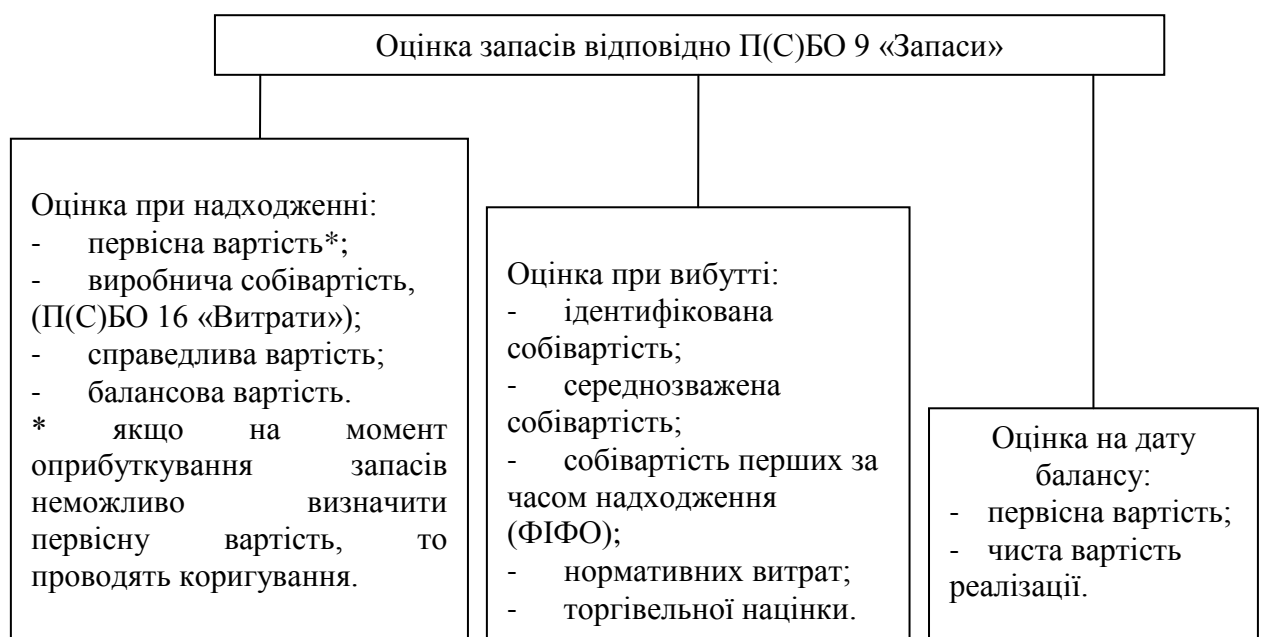 Оцінка запасів відповідно П(С)БО 9 «Запаси»
Оцінка при надходженні:
- первісна вартість*;
- виробнича собівартість,
(П(С)БО 16 «Витрати»);
- справедлива вартість;
- балансова вартість.
* якщо на момент
оприбуткування запасів
неможливо визначити
первісну вартість, то
проводять коригування.
Оцінка при вибутті:
- ідентифікована
собівартість;
- середнозважена
собівартість;
- собівартість перших за
часом надходження
(ФІФО);
- нормативних витрат;
- торгівельної націнки.
Оцінка на дату
балансу:
- первісна вартість;
- чиста вартість
реалізації.